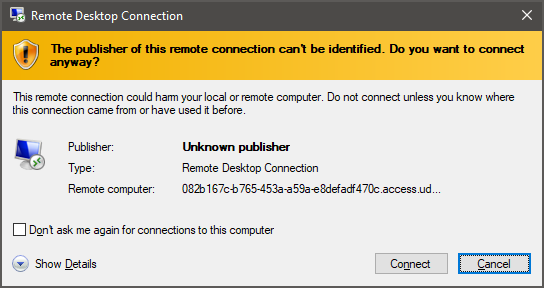 Remote Desktop Connection
The publisher of this remote connection can't be identified. Do you want to connect
anyway?
This remote connection could harm your local or remote computer. Do not connect unless you know where
this connection came from or have used it before.
Publisher: Unknown publisher
Type: Remote Desktop Connection
Remote computer: 082b167c-b765-453a-a59a-e8defadf470c.access.ud...
Don't ask me again for connections to this computer
Show Details
Connect
Cancel